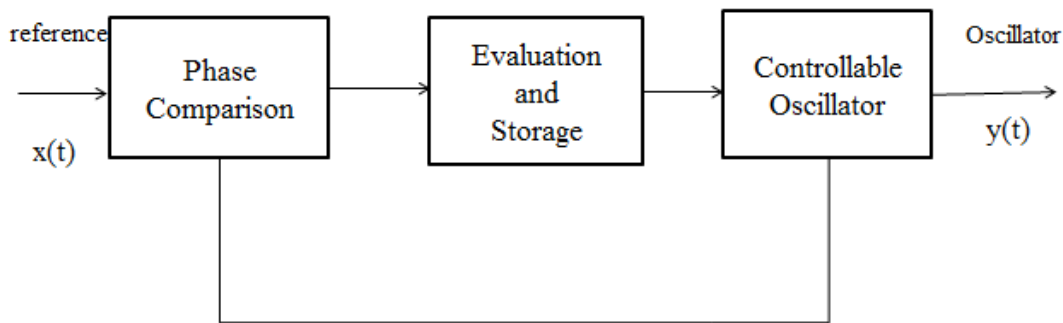 reference
x(t)
Phase
Comparison
Evaluation
and
Storage
Controllable
Oscillator
Oscillator
y(t)